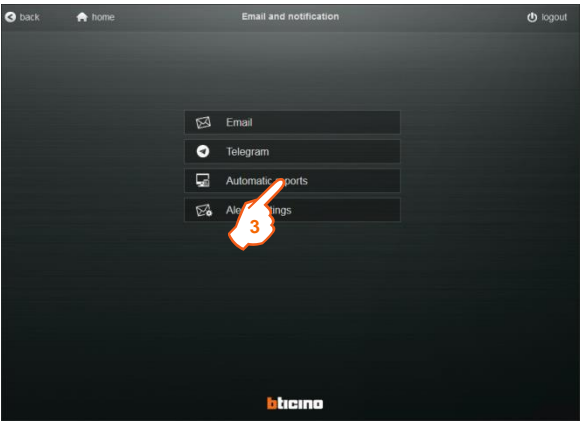 back home Email and notification logout
Email
Telegram
Automatic
3
bticino